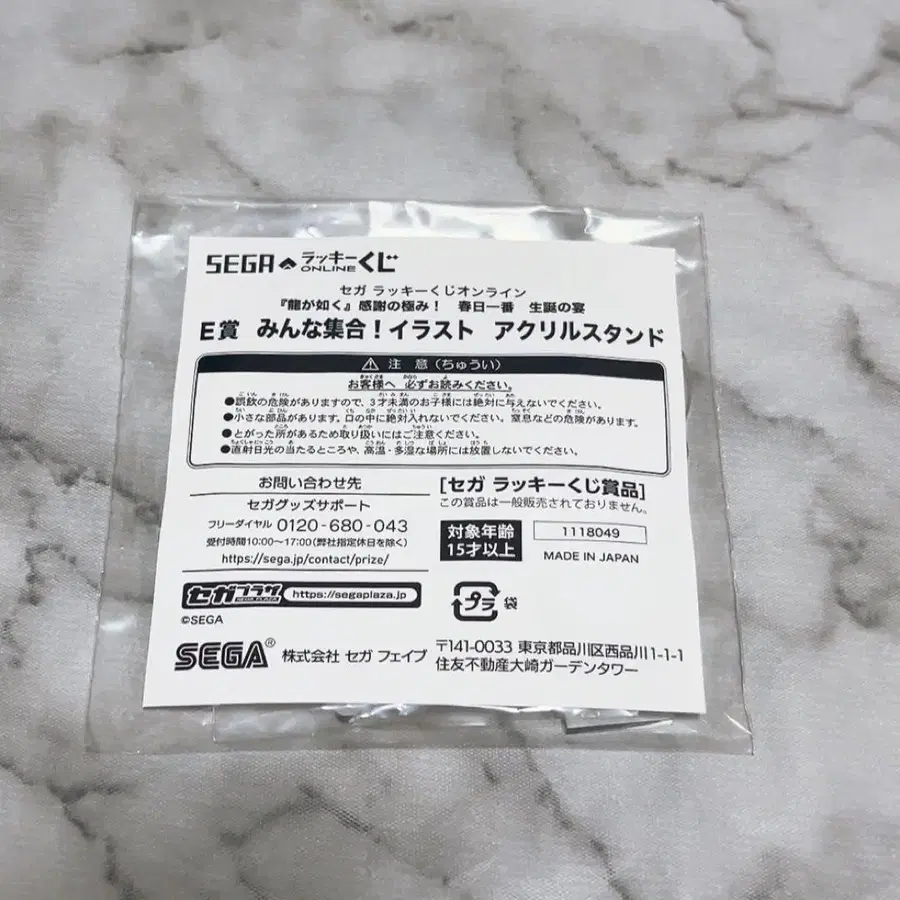 SEGA ラッキーくじ ONLINE
セガ ラッキーくじオンライン
『龍が如く』感謝の極み！ 春日一番 生誕の宴
E賞 みんな集合！イラスト アクリルスタンド
⚠ 注 意（ちゅうい）
お客様へ 必ずお読みください。
●誤飲の危険がありますので、3才未満のお子様には絶対に与えないでください。
●小さな部品があります。口の中に絶対入れないでください。窒息などの危険があります。
●とがった所があるため取り扱いにはご注意ください。
●直射日光の当たるところや、高温・多湿な場所には放置しないでください。
お問い合わせ先
セガグッズサポート
フリーダイヤル 0120-680-043
受付時間10:00～17:00(弊社指定休日を除く)
https://sega.jp/contact/prize/
[セガ ラッキーくじ賞品]
この賞品は一般販売されておりません。
対象年齢
15才以上
1118049
MADE IN JAPAN
セガプラザ https://segaplaza.jp
SEGA PLAZA
©SEGA
プラ 袋
SEGA® 株式会社 セガ フェイブ
〒141-0033 東京都品川区西品川1-1-1
住友不動産大崎ガーデンタワー